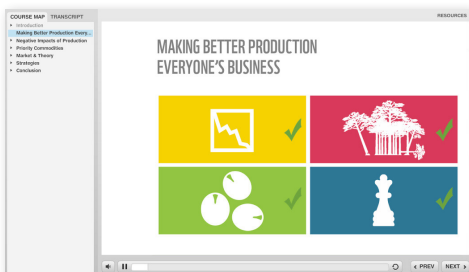 COURSE MAP TRANSCRIPT
RESOURCES
Introduction
Making Better Production Every...
Negative Impacts of Production
Priority Commodities
Market & Theory
Strategies
Conclusion
MAKING BETTER PRODUCTION
EVERYONE'S BUSINESS
PREV NEXT